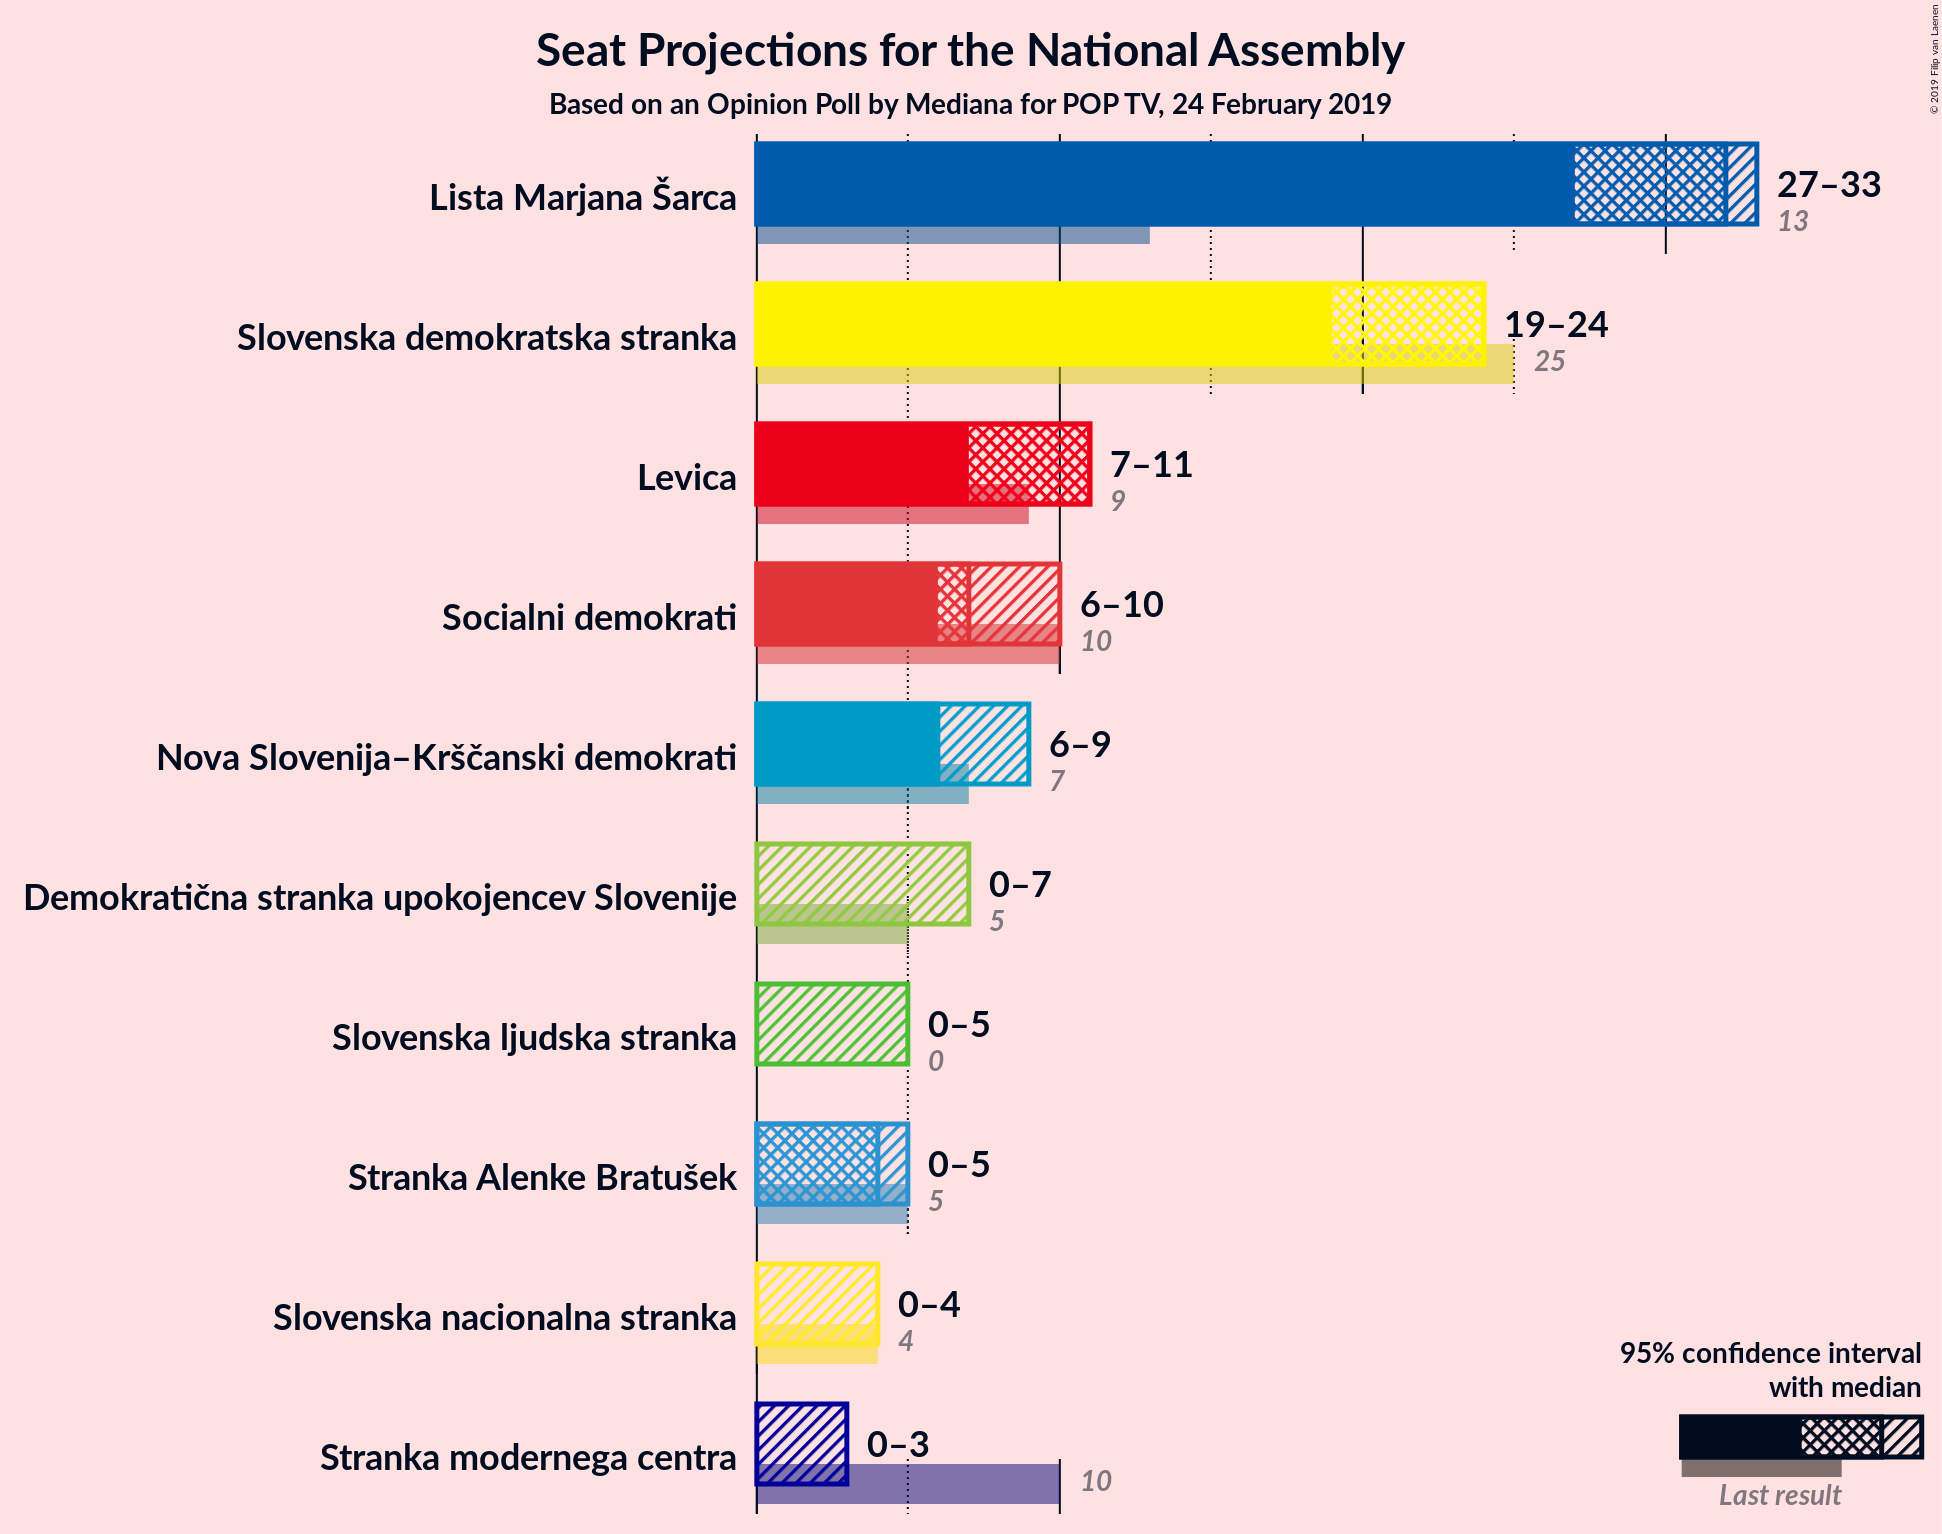 Seat Projections for the National Assembly
Based on an Opinion Poll by Mediana for POP TV, 24 February 2019
© 2019 Filip van Laenen
Lista Marjana Šarca
27–33
13
Slovenska demokratska stranka
19–24
25
Levica
7–11
9
Socialni demokrati
6–10
10
Nova Slovenija–Krščanski demokrati
6–9
7
Demokratična stranka upokojencev Slovenije
0–7
5
Slovenska ljudska stranka
0–5
0
Stranka Alenke Bratušek
0–5
5
Slovenska nacionalna stranka
0–4
4
Stranka modernega centra
0–3
10
95% confidence interval
with median
Last result